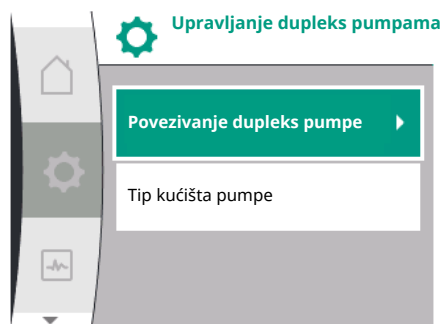 Upravljanje dupleks pumpama
Povezivanje dupleks pumpe
Tip kućišta pumpe